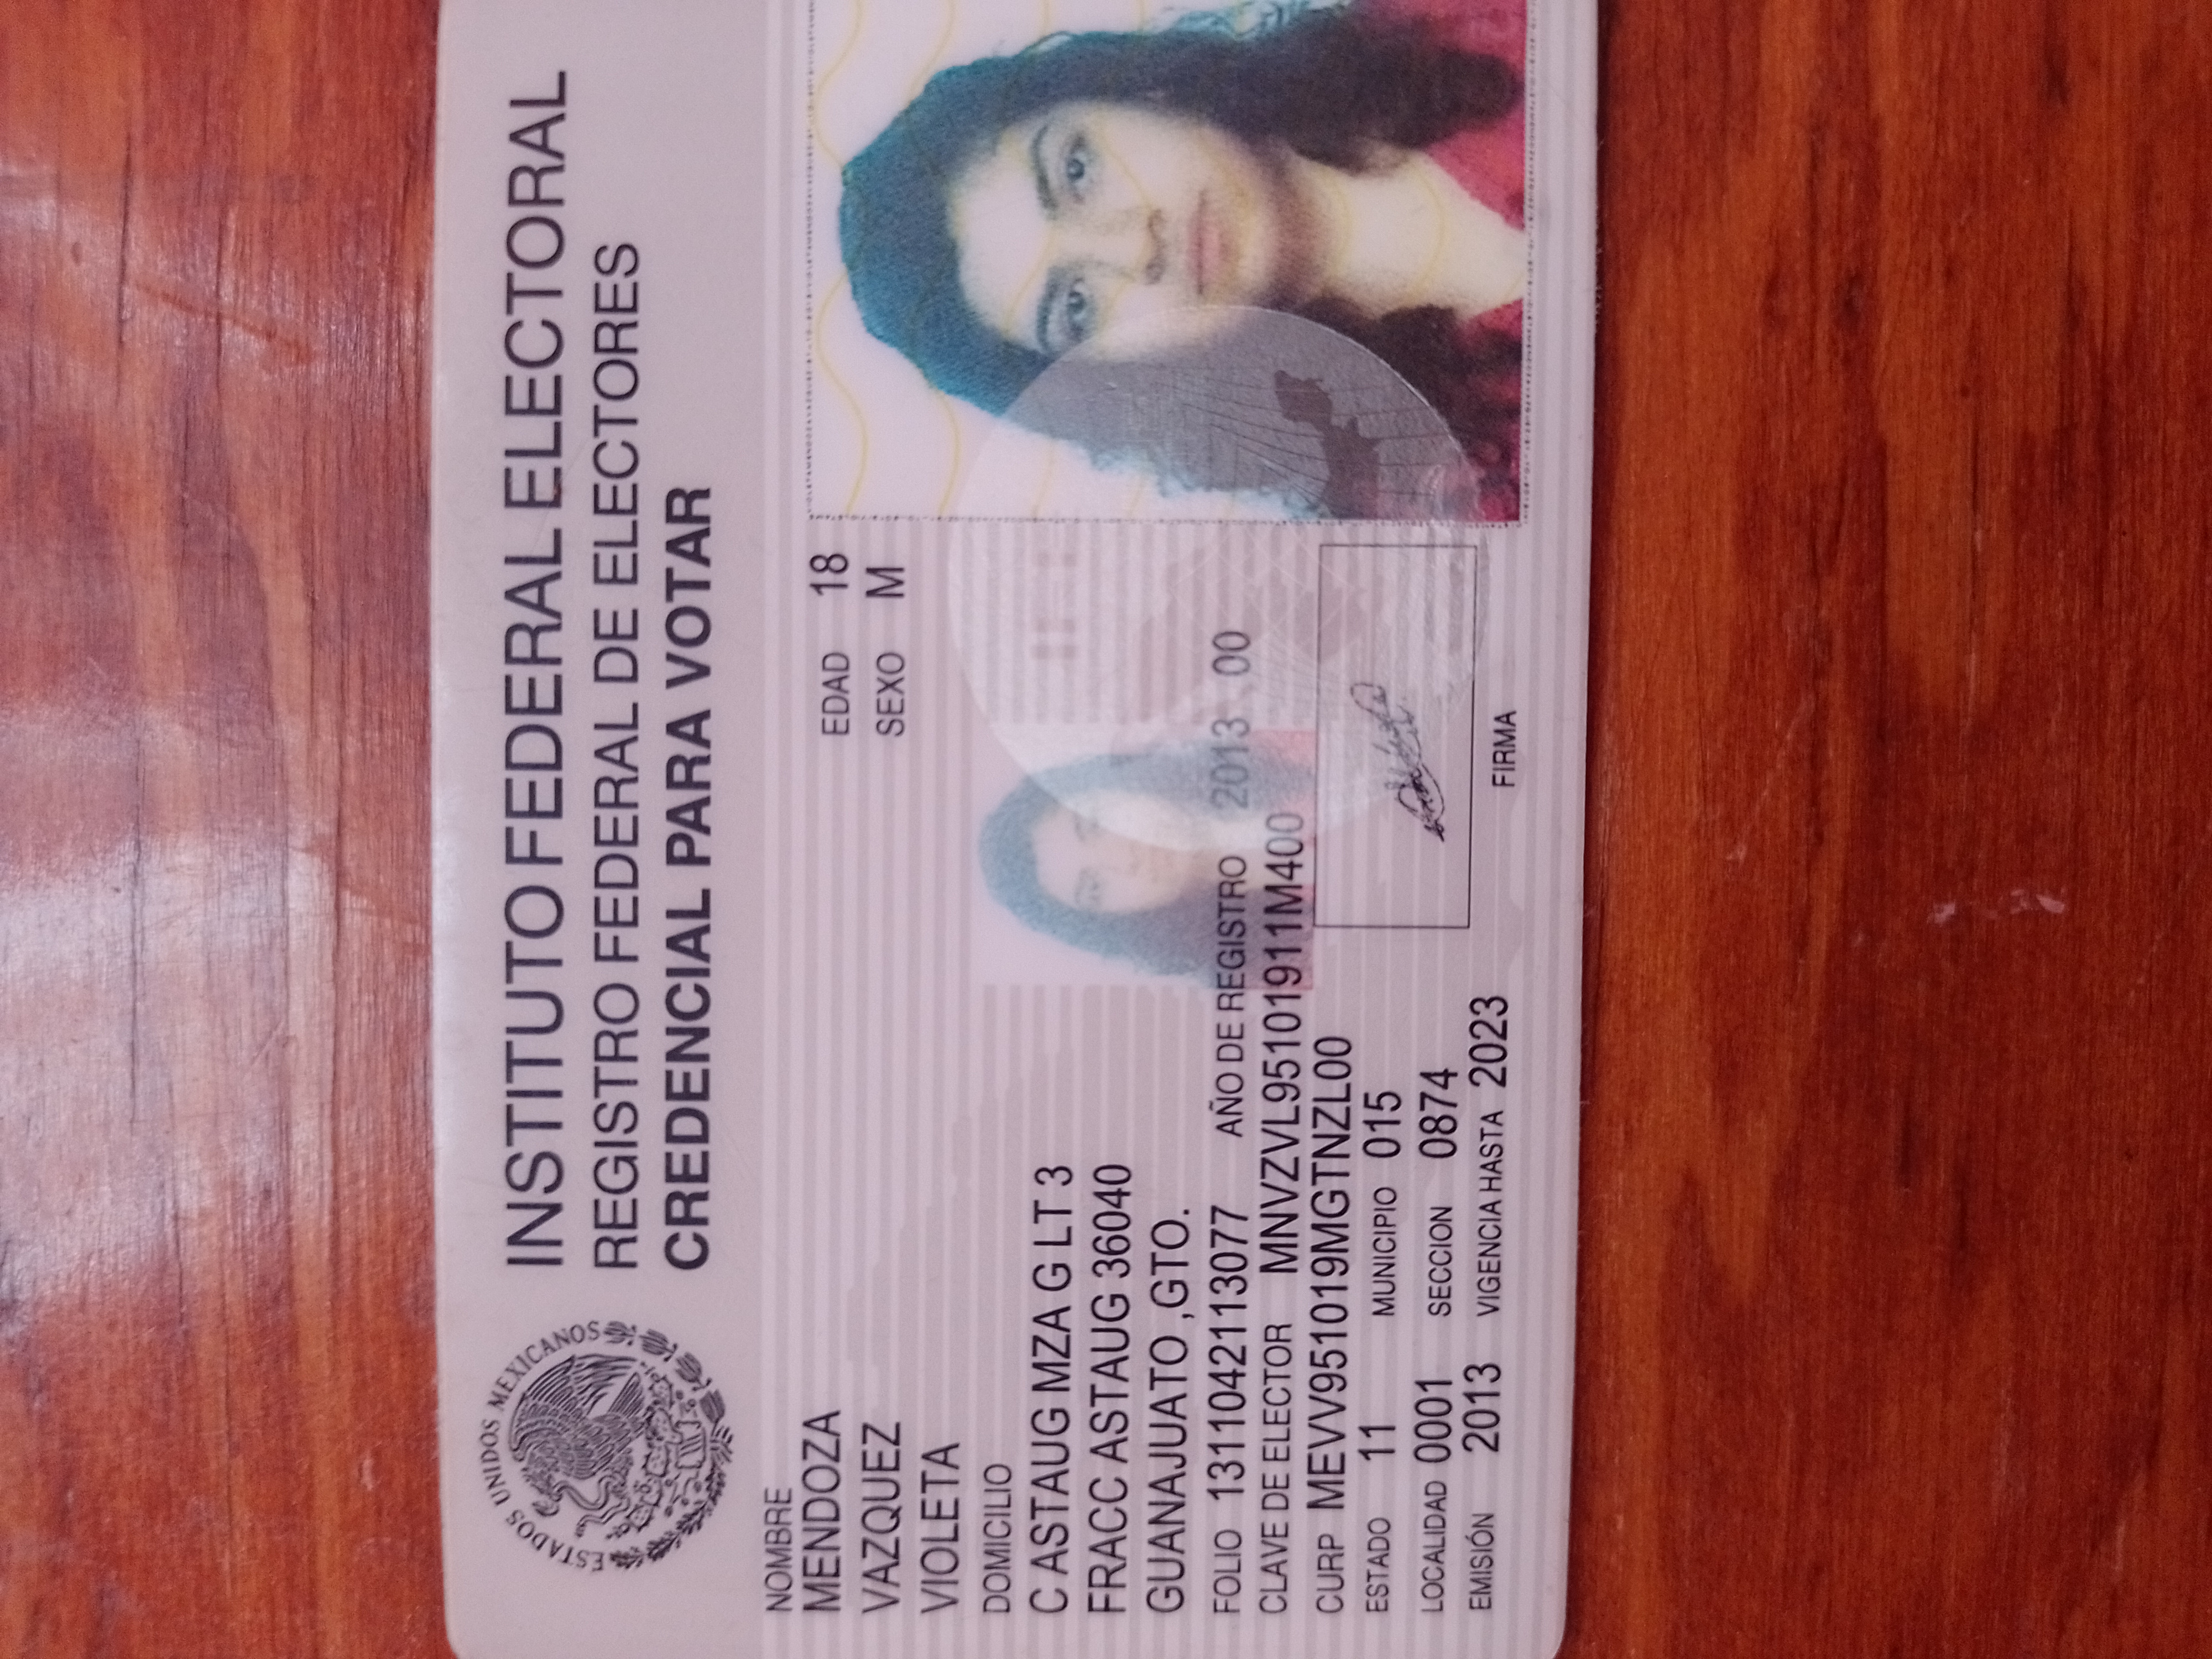 ESTADOS UNIDOS MEXICANOS
INSTITUTO FEDERAL ELECTORAL
REGISTRO FEDERAL DE ELECTORES
CREDENCIAL PARA VOTAR
NOMBRE
MENDOZA
VAZQUEZ
VIOLETA
EDAD 18
SEXO M
DOMICILIO
C ASTAUG MZA G LT 3
FRACC ASTAUG 36040
GUANAJUATO ,GTO.
FOLIO 1311042113077 AÑO DE REGISTRO 2013 00
CLAVE DE ELECTOR MNVZVL95101911M400
CURP MEVV951019MGTNZL00
ESTADO 11 MUNICIPIO 015
LOCALIDAD 0001 SECCION 0874
EMISIÓN 2013 VIGENCIA HASTA 2023
FIRMA